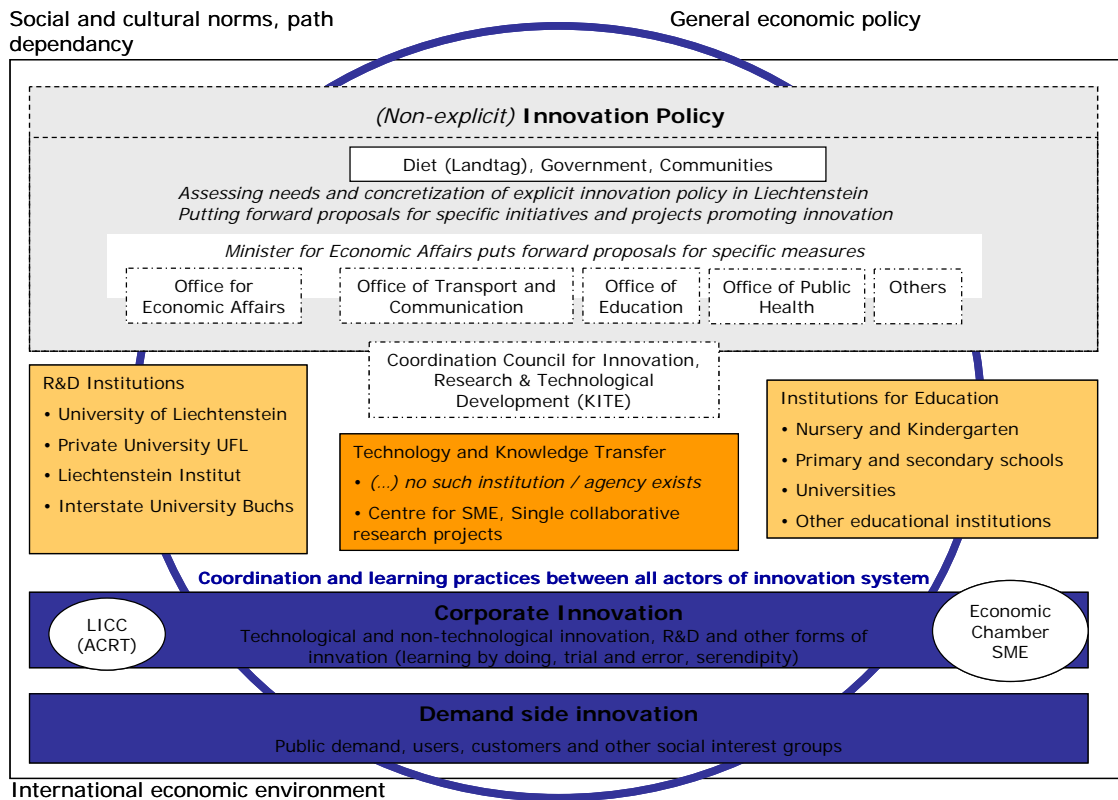 Social and cultural norms, path
dependancy
General economic policy
(Non-explicit) Innovation Policy
Diet (Landtag), Government, Communities
Assessing needs and concretization of explicit innovation policy in Liechtenstein
Putting forward proposals for specific initiatives and projects promoting innovation
Minister for Economic Affairs puts forward proposals for specific measures
Office for
Economic Affairs
Office of Transport and
Communication
Office of
Education
Office of Public
Health
Others
Coordination Council for Innovation,
Research & Technological
Development (KITE)
R&D Institutions
• University of Liechtenstein
• Private University UFL
• Liechtenstein Institut
• Interstate University Buchs
Technology and Knowledge Transfer
• (...) no such institution / agency exists
• Centre for SME, Single collaborative
research projects
Institutions for Education
• Nursery and Kindergarten
• Primary and secondary schools
• Universities
• Other educational institutions
Coordination and learning practices between all actors of innovation system
LICC
(ACRT)
Corporate Innovation
Technological and non-technological innovation, R&D and other forms of
innvation (learning by doing, trial and error, serendipity)
Economic
Chamber
SME
Demand side innovation
Public demand, users, customers and other social interest groups
International economic environment